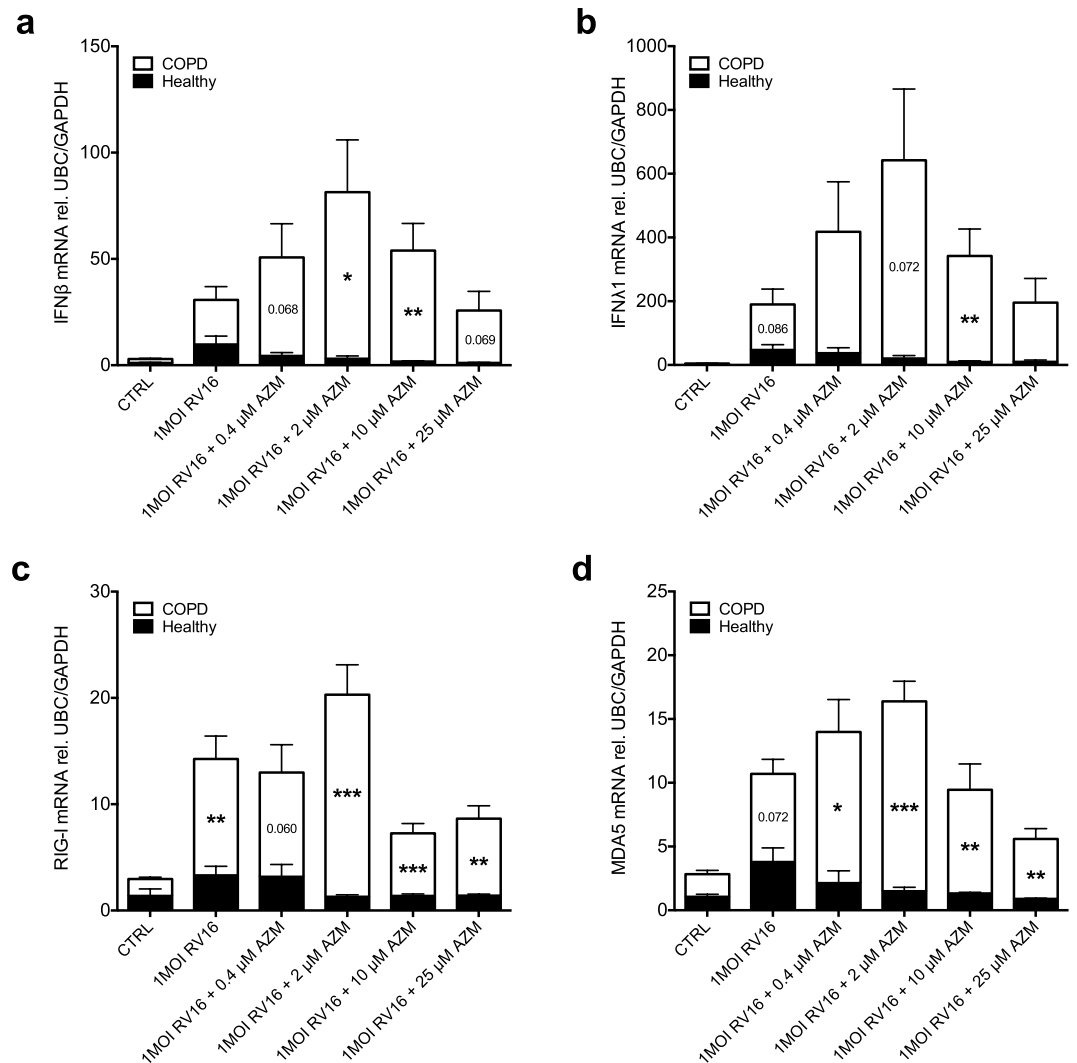 a
IFNβ mRNA rel. UBC/GAPDH
150
100
50
0
COPD
Healthy
0.068
*
**
0.069
CTRL
1MOI RV16
1MOI RV16 + 0.4 µM AZM
1MOI RV16 + 2 µM AZM
1MOI RV16 + 10 µM AZM
1MOI RV16 + 25 µM AZM
b
IFNλ1 mRNA rel. UBC/GAPDH
1000
800
600
400
200
0
COPD
Healthy
0.086
0.072
**
CTRL
1MOI RV16
1MOI RV16 + 0.4 µM AZM
1MOI RV16 + 2 µM AZM
1MOI RV16 + 10 µM AZM
1MOI RV16 + 25 µM AZM
c
RIG-I mRNA rel. UBC/GAPDH
30
20
10
0
COPD
Healthy
**
0.060
***
***
**
CTRL
1MOI RV16
1MOI RV16 + 0.4 µM AZM
1MOI RV16 + 2 µM AZM
1MOI RV16 + 10 µM AZM
1MOI RV16 + 25 µM AZM
d
MDA5 mRNA rel. UBC/GAPDH
25
20
15
10
5
0
COPD
Healthy
0.072
*
***
**
**
CTRL
1MOI RV16
1MOI RV16 + 0.4 µM AZM
1MOI RV16 + 2 µM AZM
1MOI RV16 + 10 µM AZM
1MOI RV16 + 25 µM AZM